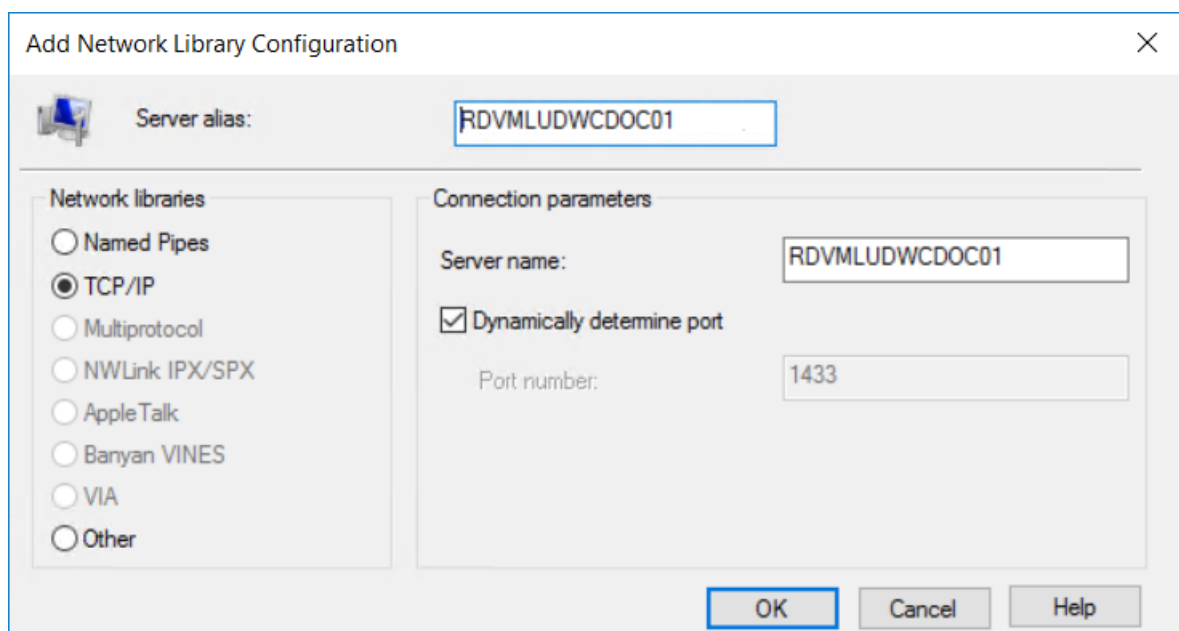 Add Network Library Configuration
Server alias:
RDVMLUDWCDOC01
Network libraries
Named Pipes
TCP/IP
Multiprotocol
NWLink IPX/SPX
AppleTalk
Banyan VINES
VIA
Other
Connection parameters
Server name:
RDVMLUDWCDOC01
Dynamically determine port
Port number:
1433
OK Cancel Help